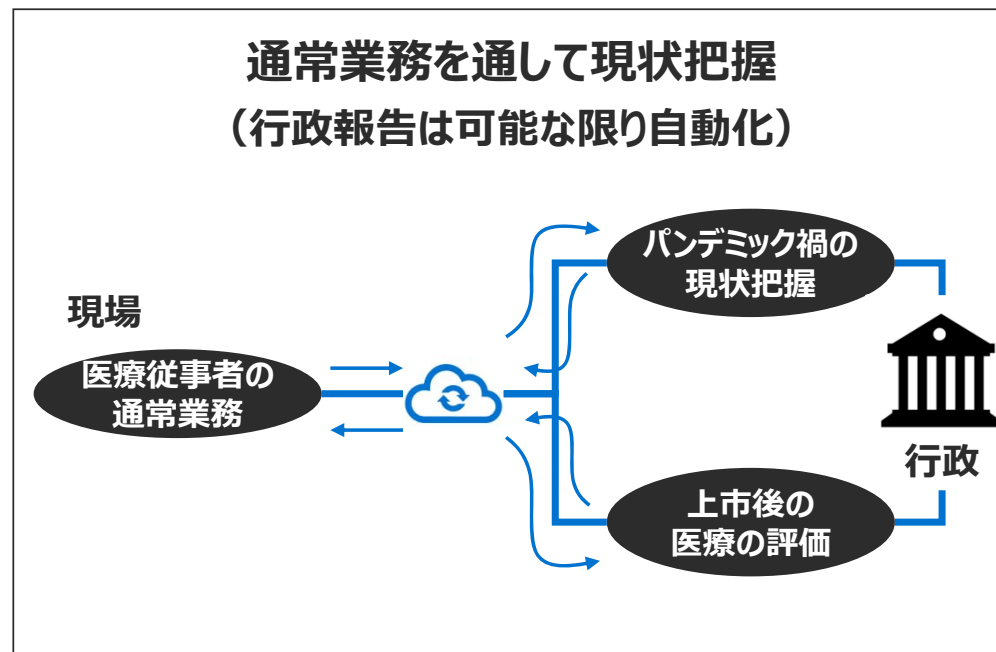 通常業務を通して現状把握
（行政報告は可能な限り自動化）
現場
医療従事者の
通常業務
パンデミック禍の
現状把握
上市後の
医療の評価
行政